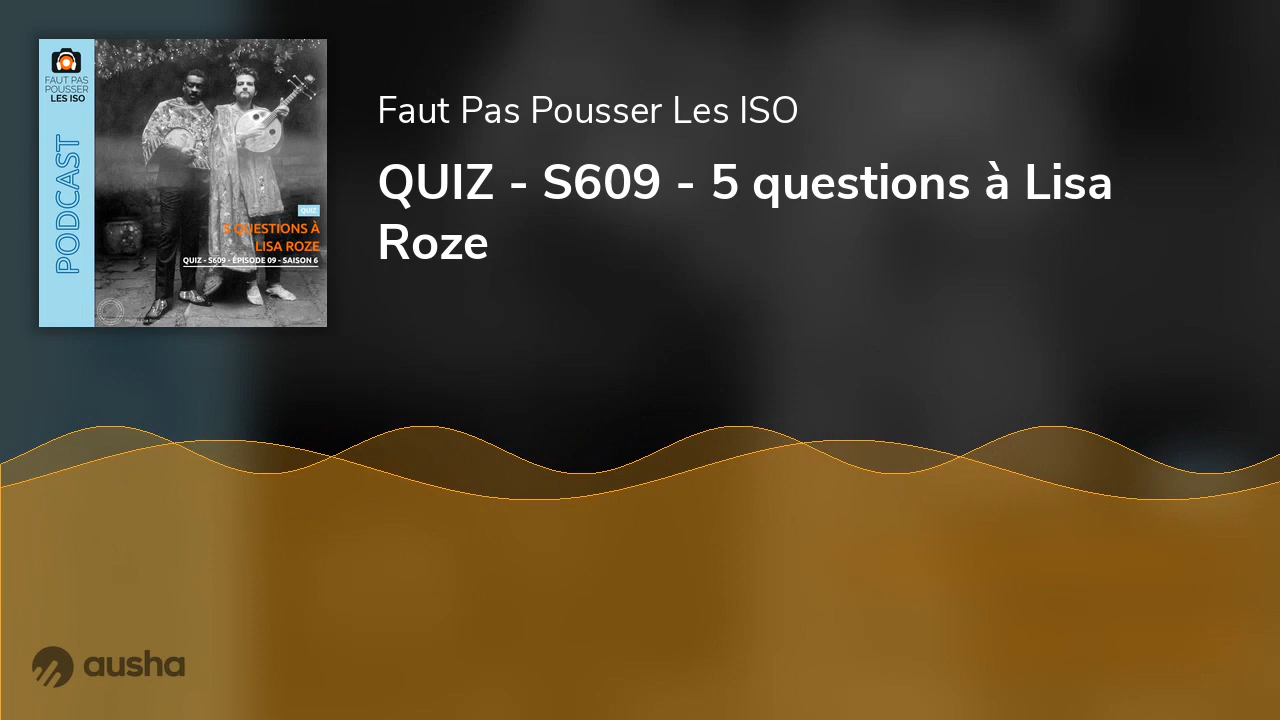 FAUT PAS
POUSSER
LES ISO
PODCAST
QUIZ
5 QUESTIONS À
LISA ROZE
QUIZ - S609 - ÉPISODE 09 - SAISON 6
Faut Pas Pousser Les ISO
QUIZ - S609 - 5 questions à Lisa
Roze
ausha